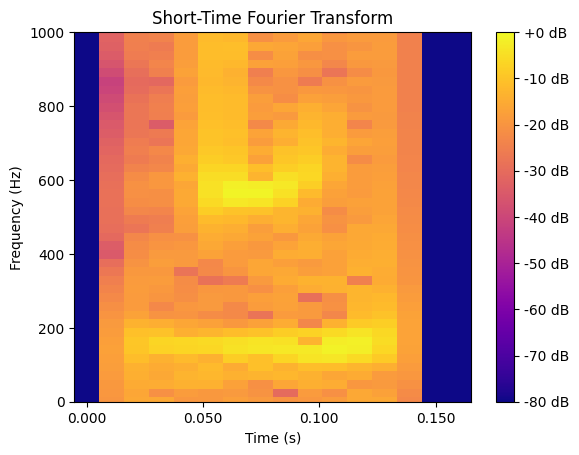 Short-Time Fourier Transform
Frequency (Hz)
1000
800
600
400
200
0
0.000
0.050
0.100
0.150
Time (s)
+0 dB
-10 dB
-20 dB
-30 dB
-40 dB
-50 dB
-60 dB
-70 dB
-80 dB